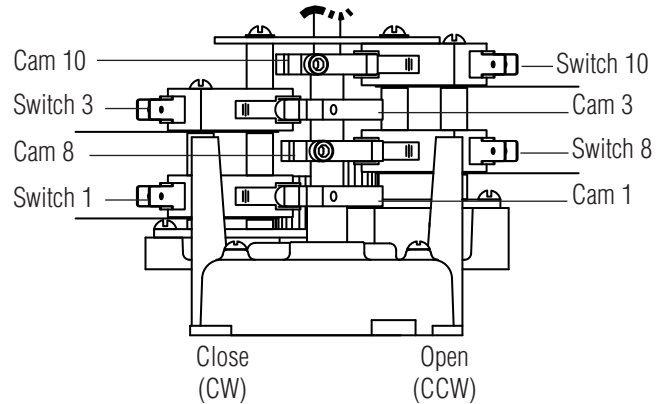 Cam 10
Switch 10
Switch 3
Cam 3
Cam 8
Switch 8
Switch 1
Cam 1
Close
(CW)
Open
(CCW)